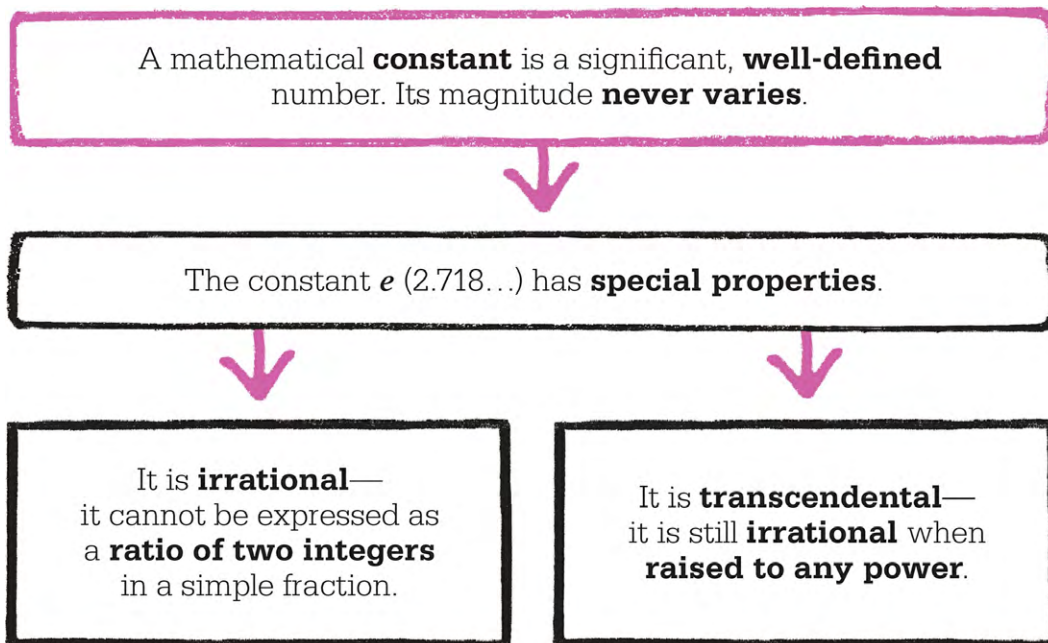 A mathematical constant is a significant, well-defined
number. Its magnitude never varies.
The constant e (2.718…) has special properties.
It is irrational—
it cannot be expressed as
a ratio of two integers
in a simple fraction.
It is transcendental—
it is still irrational when
raised to any power.